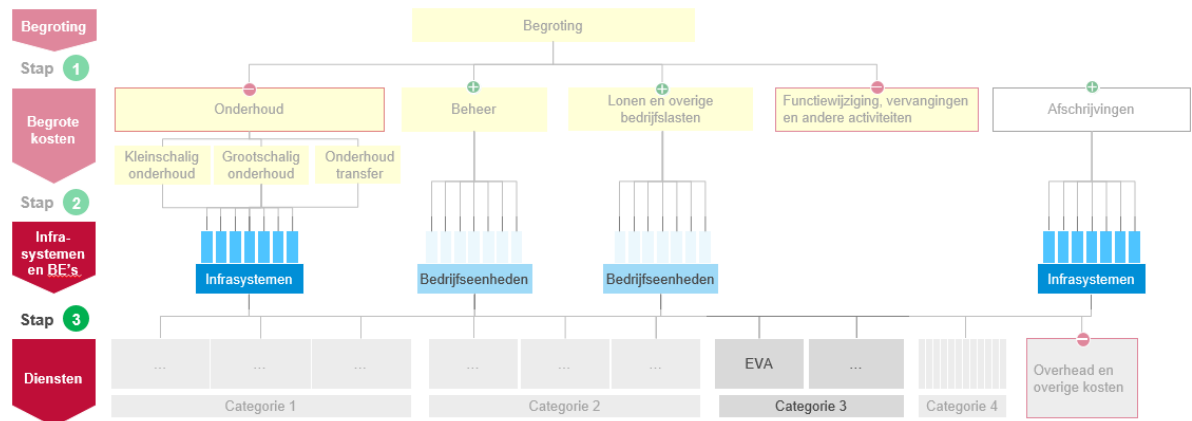 Begroting
Begroting
Stap 1
Begrote
kosten
Onderhoud
Beheer
Lonen en overige
bedrijfslasten
Functiewijziging, vervangingen
en andere activiteiten
Afschrijvingen
Kleinschalig
onderhoud
Grootschalig
onderhoud
Onderhoud
transfer
Stap 2
Infra-
systemen
en BE's
Infrasystemen
Bedrijfseenheden
Bedrijfseenheden
Infrasystemen
Stap 3
Diensten
...
...
...
...
...
...
EVA
...
Overhead en
overige kosten
Categorie 1
Categorie 2
Categorie 3
Categorie 4